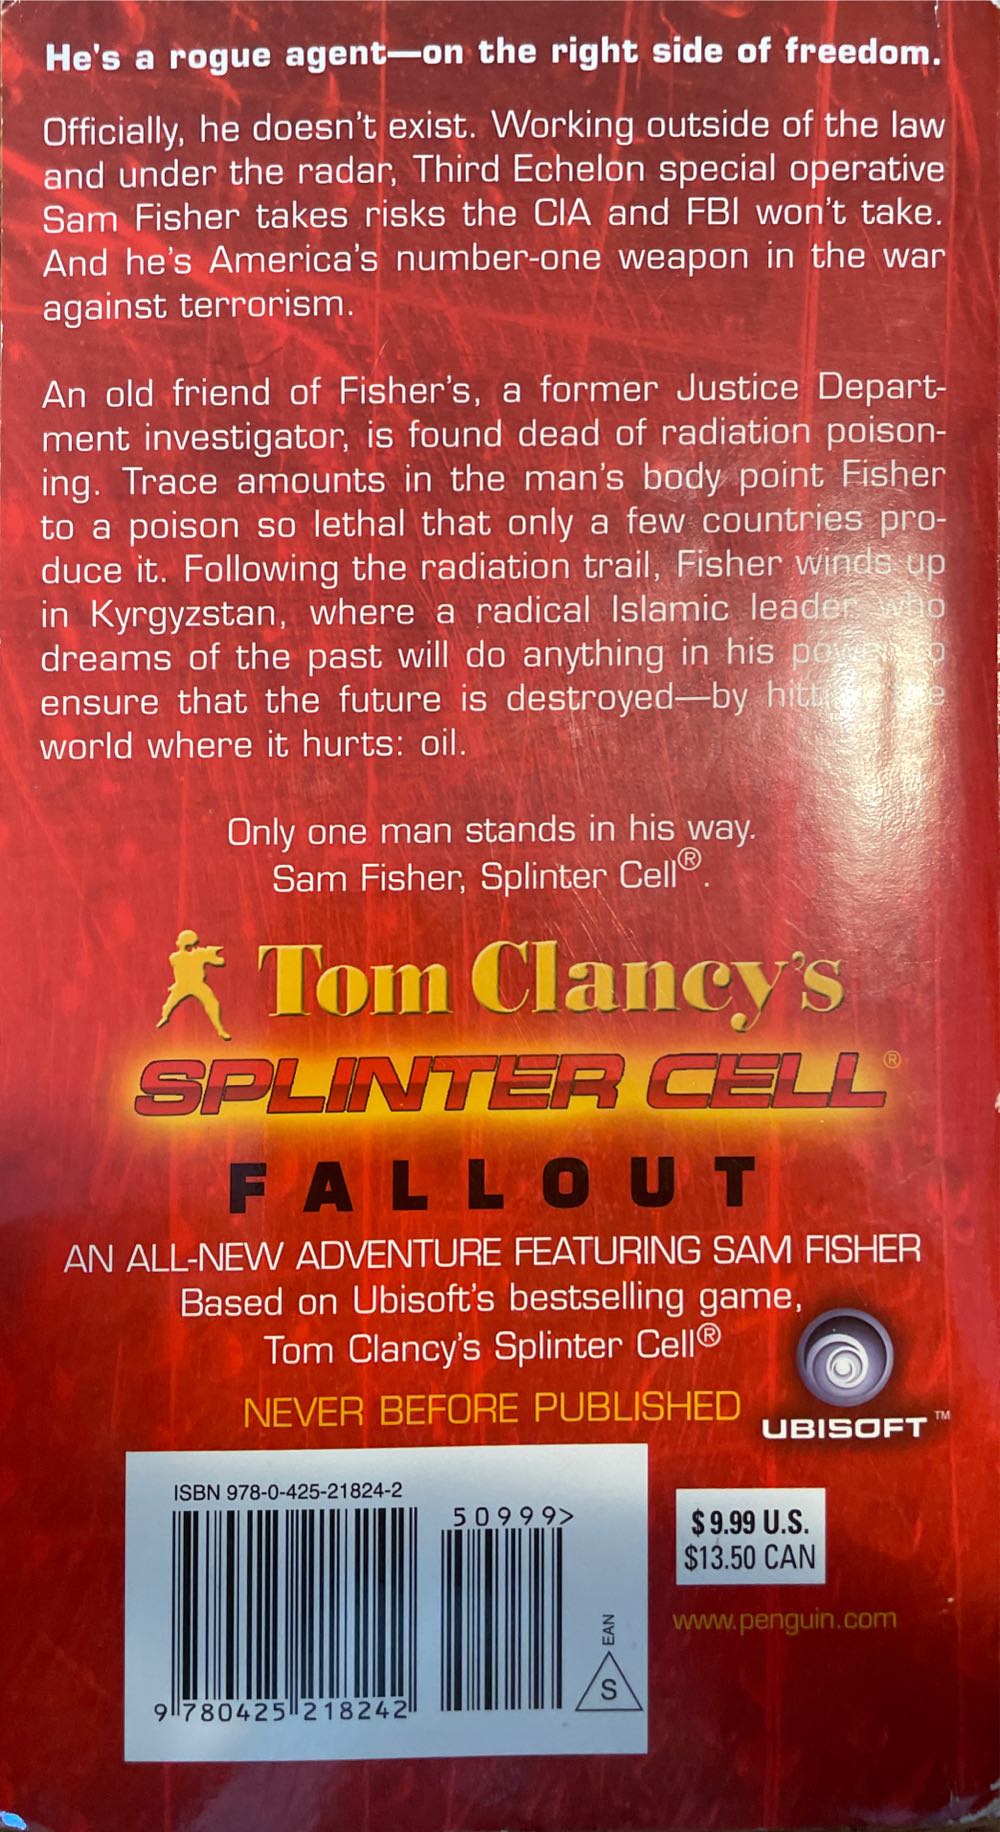 He's a rogue agent—on the right side of freedom.
Officially, he doesn't exist. Working outside of the law
and under the radar, Third Echelon special operative
Sam Fisher takes risks the CIA and FBI won't take.
And he's America's number-one weapon in the war
against terrorism.
An old friend of Fisher's, a former Justice Depart-
ment investigator, is found dead of radiation poison-
ing. Trace amounts in the man's body point Fisher
to a poison so lethal that only a few countries pro-
duce it. Following the radiation trail, Fisher winds up
in Kyrgyzstan, where a radical Islamic leader who
dreams of the past will do anything in his power to
ensure that the future is destroyed—by
world where it hurts: oil.
Only one man stands in his way.
Sam Fisher, Splinter Cell®.
Tom Clancy's
SPLINTER CELL®
FALLOUT
AN ALL-NEW ADVENTURE FEATURING SAM FISHER
Based on Ubisoft's bestselling game,
Tom Clancy's Splinter Cell®
NEVER BEFORE PUBLISHED
UBISOFT™
ISBN 978-0-425-21824-2
50999>
9 780425 218242
EAN
S
$9.99 U.S.
$13.50 CAN
www.penguin.com